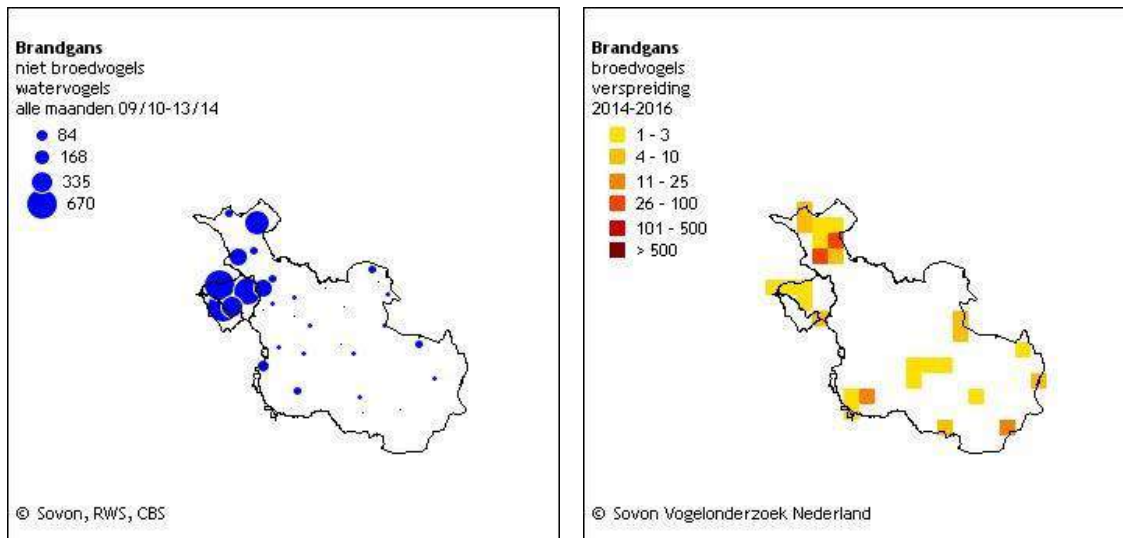 Brandgans
niet broedvogels
watervogels
alle maanden 09/10-13/14
84
168
335
670
© Sovon, RWS, CBS
Brandgans
broedvogels
verspreiding
2014-2016
1 - 3
4 - 10
11 - 25
26 - 100
101 - 500
> 500
© Sovon Vogelonderzoek Nederland